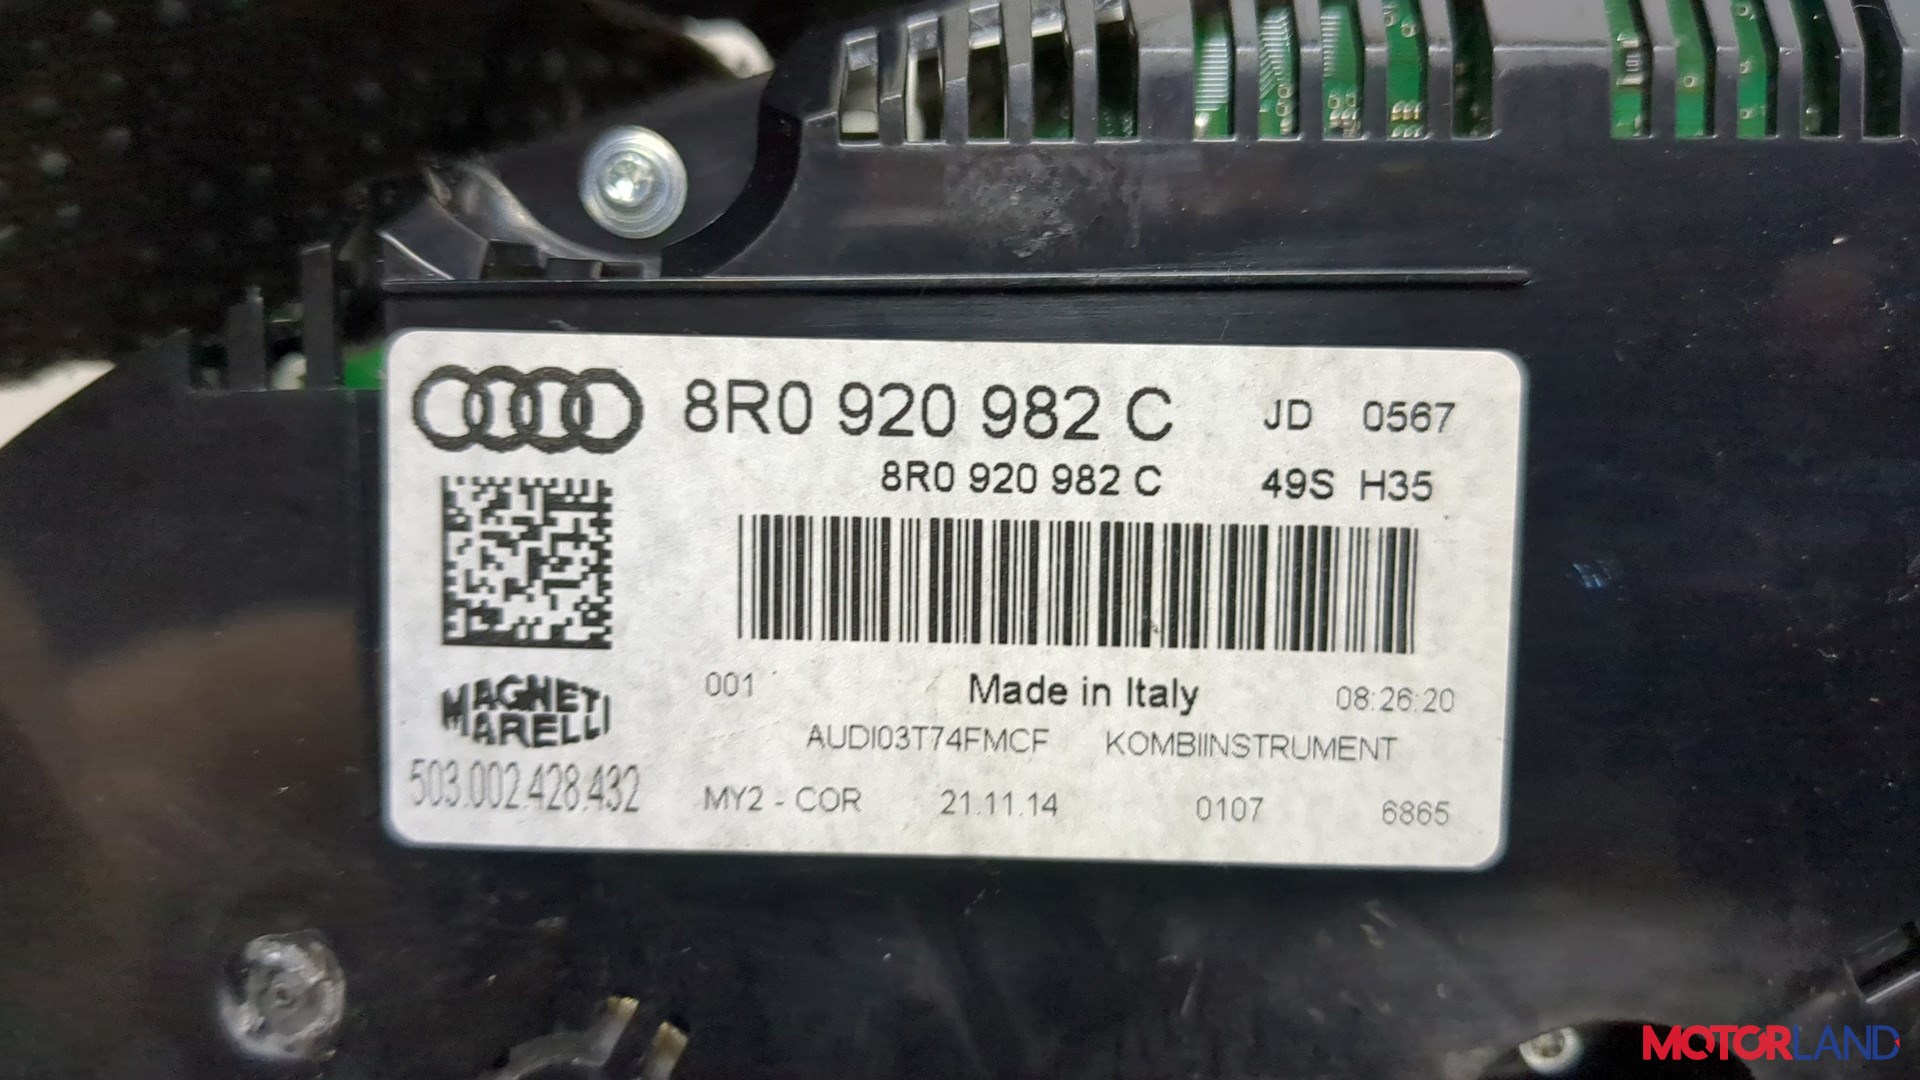 8R0 920 982 C JD 0567
8R0 920 982 C 49S H35
001 Made in Italy 08:26:20
MAGNETI
MARELLI
AUDI03T74FMCF KOMBIINSTRUMENT
503.002.428.432
MY2 - COR 21.11.14 0107 6865
MOTORLAND